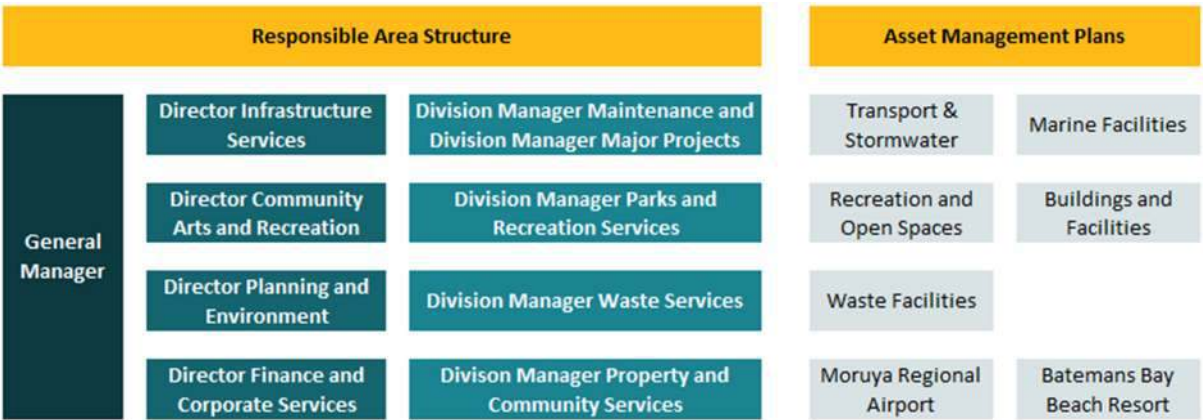 Responsible Area Structure
Asset Management Plans
General
Manager
Director Infrastructure
Services
Division Manager Maintenance and
Division Manager Major Projects
Transport &
Stormwater
Marine Facilities
Director Community
Arts and Recreation
Division Manager Parks and
Recreation Services
Recreation and
Open Spaces
Buildings and
Facilities
Director Planning and
Environment
Division Manager Waste Services
Waste Facilities
Director Finance and
Corporate Services
Divison Manager Property and
Community Services
Moruya Regional
Airport
Batemans Bay
Beach Resort